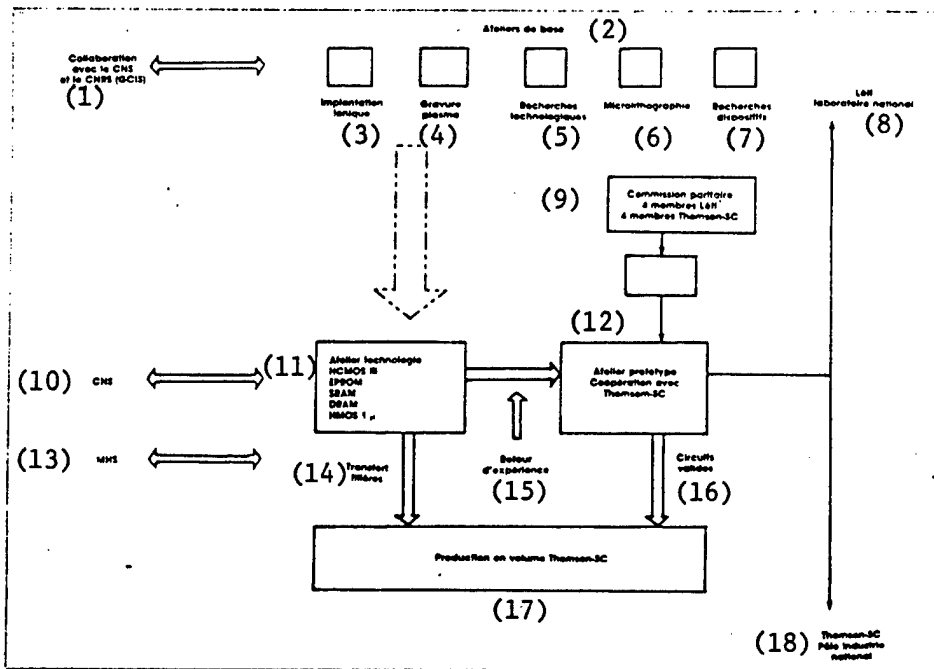 Ateliers de base (2)
Collaboration
avec le CNS
et le CNRS (GCIS)
(1)
Implantation
ionique
(3)
Gravure
plasma
(4)
Recherches
technologiques
(5)
Microlithographie
(6)
Recherches
dispositifs
(7)
Léti
laboratoire national
(8)
(9)
Commission paritaire
4 membres Léti
4 membres Thomson-SC
(10) CNS
(11)
Atelier technologie
HCMOS III
EPROM
SRAM
DRAM
HMOS 1 µ
(12)
Atelier prototype
Coopération avec
Thomson-SC
(13) MHS
(14) Transfert
filières
Retour
d'expérience
(15)
Circuits
validés
(16)
Production en volume Thomson-SC
(17)
(18) Thomson-SC
Pôle industrie
national